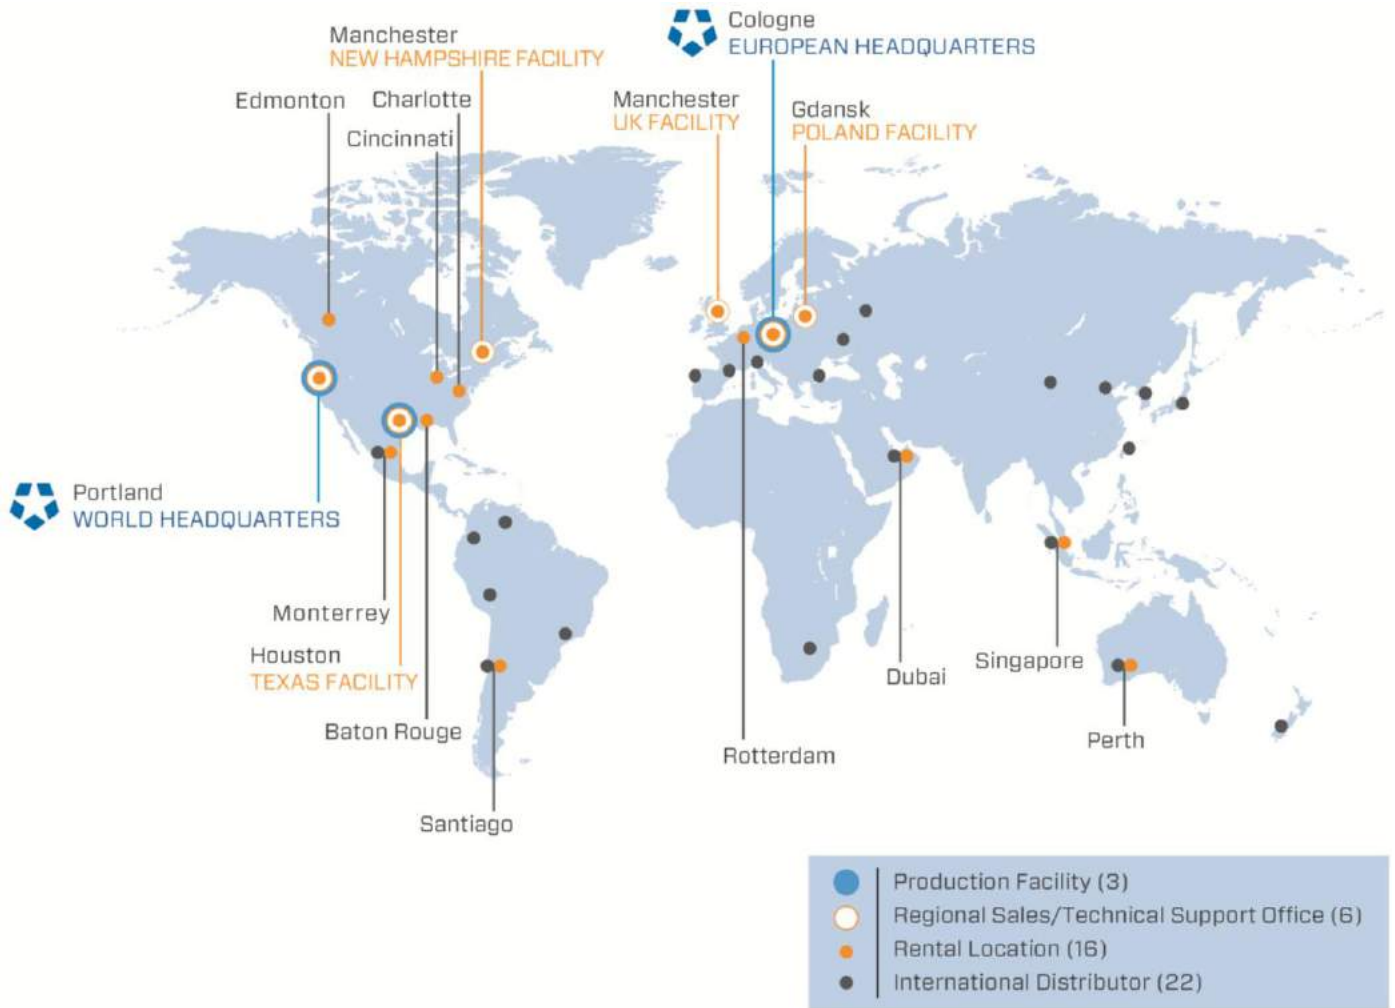 Cologne
EUROPEAN HEADQUARTERS
Manchester
NEW HAMPSHIRE FACILITY
Edmonton
Charlotte
Cincinnati
Manchester
UK FACILITY
Gdansk
POLAND FACILITY
Portland
WORLD HEADQUARTERS
Monterrey
Houston
TEXAS FACILITY
Baton Rouge
Santiago
Rotterdam
Dubai
Singapore
Perth
Production Facility (3)
Regional Sales/Technical Support Office (6)
Rental Location (16)
International Distributor (22)